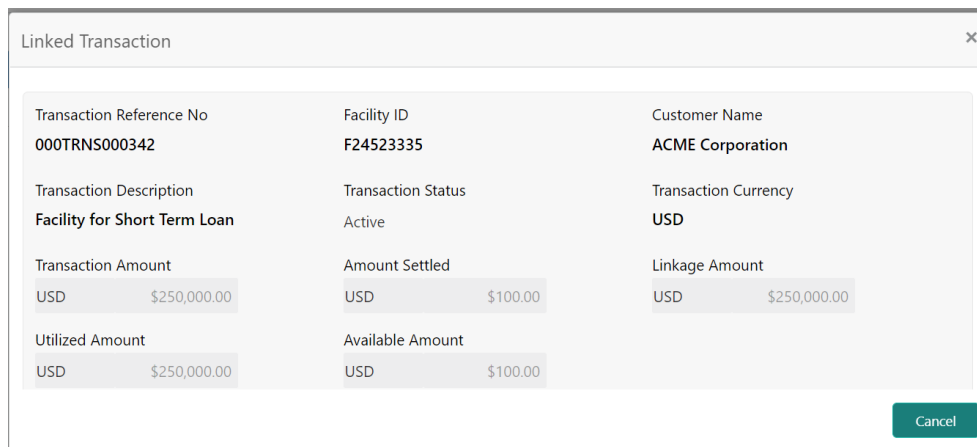 Linked Transaction ×
Transaction Reference No Facility ID Customer Name
000TRNS000342 F24523335 ACME Corporation
Transaction Description Transaction Status Transaction Currency
Facility for Short Term Loan Active USD
Transaction Amount Amount Settled Linkage Amount
USD $250,000.00 USD $100.00 USD $250,000.00
Utilized Amount Available Amount
USD $250,000.00 USD $100.00
Cancel